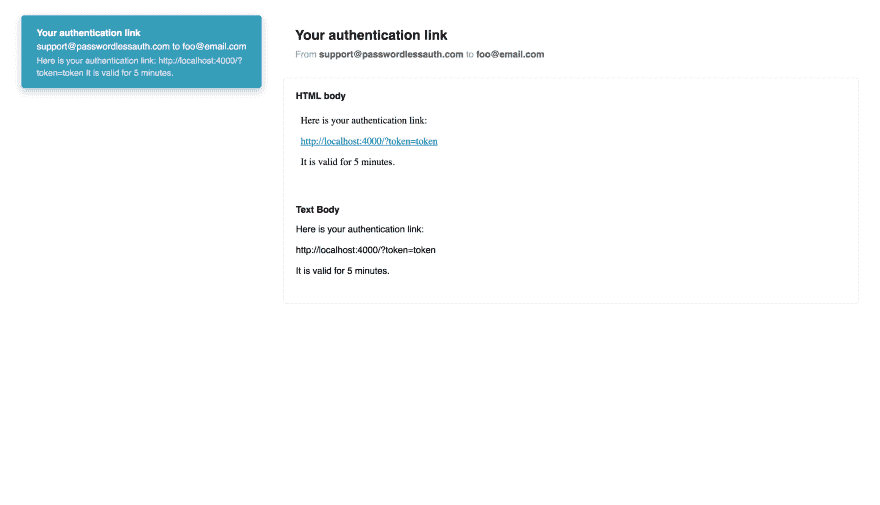 Your authentication link
support@passwordlessauth.com to foo@email.com
Here is your authentication link: http://localhost:4000/?
token=token It is valid for 5 minutes.
Your authentication link
From support@passwordlessauth.com to foo@email.com
HTML body
Here is your authentication link:
http://localhost:4000/?token=token
It is valid for 5 minutes.
Text Body
Here is your authentication link:
http://localhost:4000/?token=token
It is valid for 5 minutes.